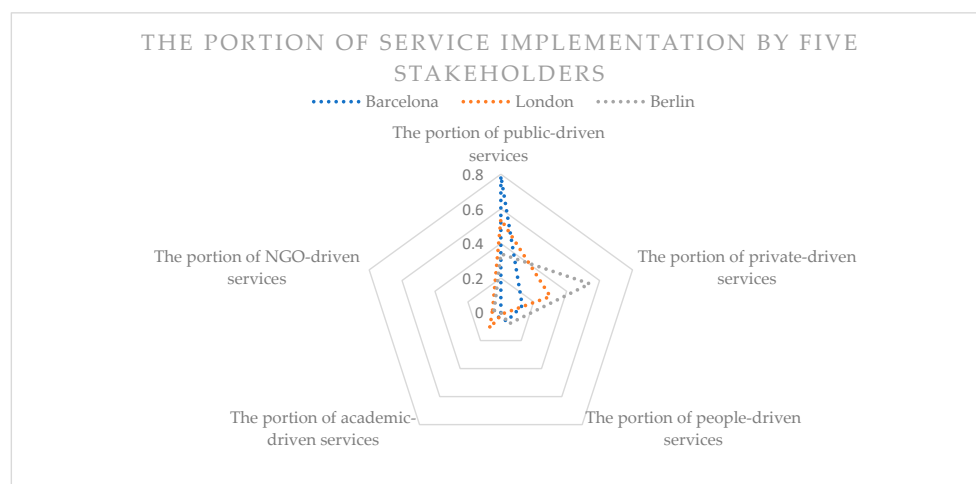 THE PORTION OF SERVICE IMPLEMENTATION BY FIVE
STAKEHOLDERS
Barcelona London Berlin
The portion of public-driven
services
0.8
0.6
0.4
0.2
0
The portion of NGO-driven
services
The portion of private-driven
services
The portion of academic-
driven services
The portion of people-driven
services